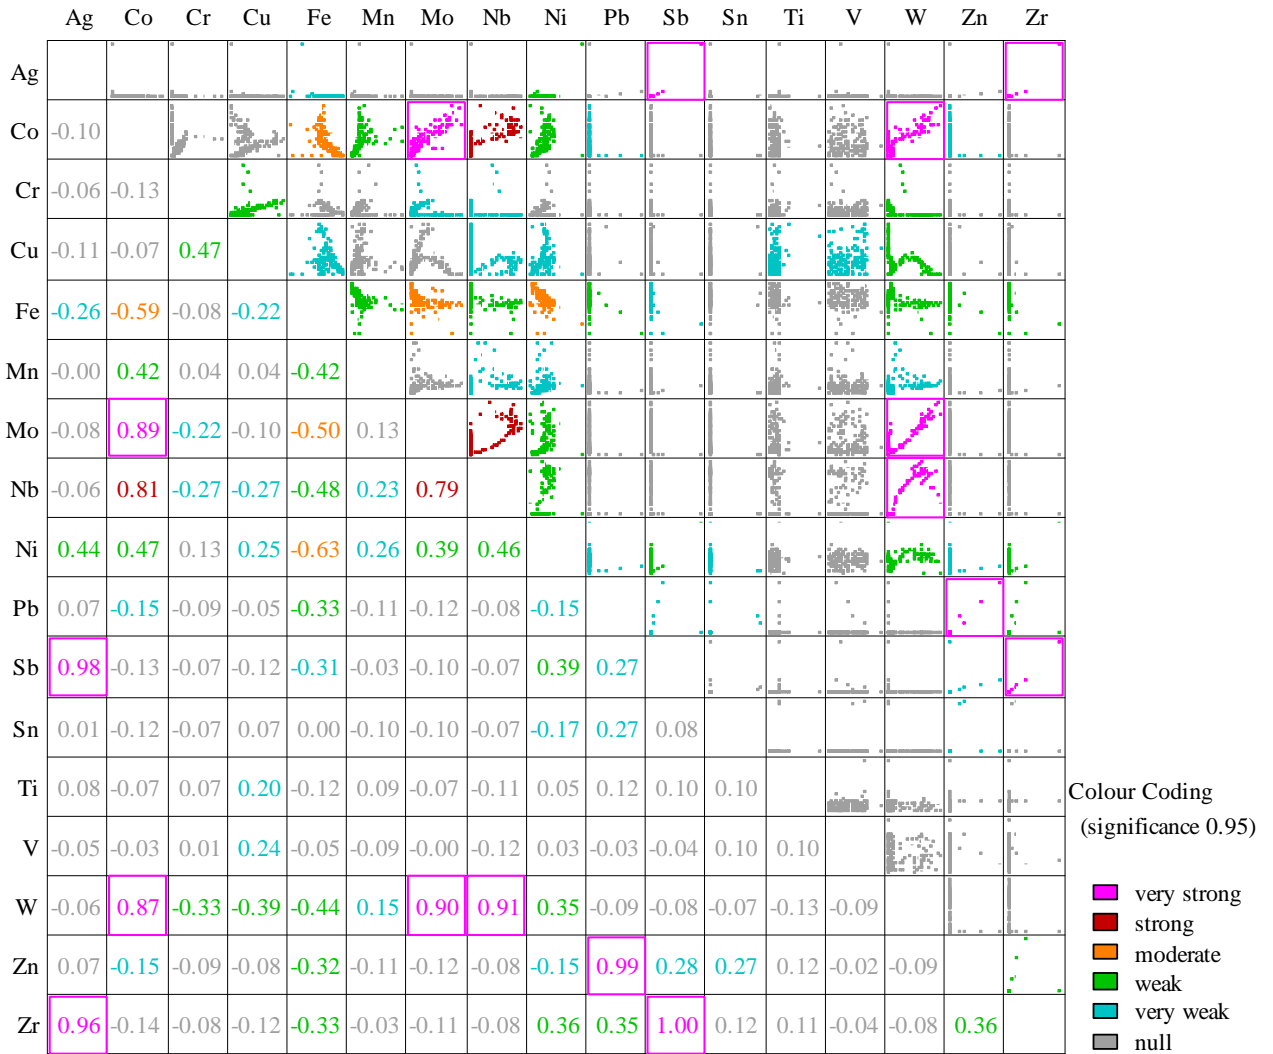 Ag Co Cr Cu Fe Mn Mo Nb Ni Pb Sb Sn Ti V W Zn Zr
Ag
Co -0.10
Cr -0.06 -0.13
Cu -0.11 -0.07 0.47
Fe -0.26 -0.59 -0.08 -0.22
Mn -0.00 0.42 0.04 0.04 -0.42
Mo -0.08 0.89 -0.22 -0.10 -0.50 0.13
Nb -0.06 0.81 -0.27 -0.27 -0.48 0.23 0.79
Ni 0.44 0.47 0.13 0.25 -0.63 0.26 0.39 0.46
Pb 0.07 -0.15 -0.09 -0.05 -0.33 -0.11 -0.12 -0.08 -0.15
Sb 0.98 -0.13 -0.07 -0.12 -0.31 -0.03 -0.10 -0.07 0.39 0.27
Sn 0.01 -0.12 -0.07 0.07 0.00 -0.10 -0.10 -0.07 -0.17 0.27 0.08
Ti 0.08 -0.07 0.07 0.20 -0.12 0.09 -0.07 -0.11 0.05 0.12 0.10 0.10
Colour Coding
(significance 0.95)
V -0.05 -0.03 0.01 0.24 -0.05 -0.09 -0.00 -0.12 0.03 -0.03 -0.04 0.10 0.10
W -0.06 0.87 -0.33 -0.39 -0.44 0.15 0.90 0.91 0.35 -0.09 -0.08 -0.07 -0.13 -0.09
Zn 0.07 -0.15 -0.09 -0.08 -0.32 -0.11 -0.12 -0.08 -0.15 0.99 0.28 0.27 0.12 -0.02 -0.09
Zr 0.96 -0.14 -0.08 -0.12 -0.33 -0.03 -0.11 -0.08 0.36 0.35 1.00 0.12 0.11 -0.04 -0.08 0.36
very strong
strong
moderate
weak
very weak
null